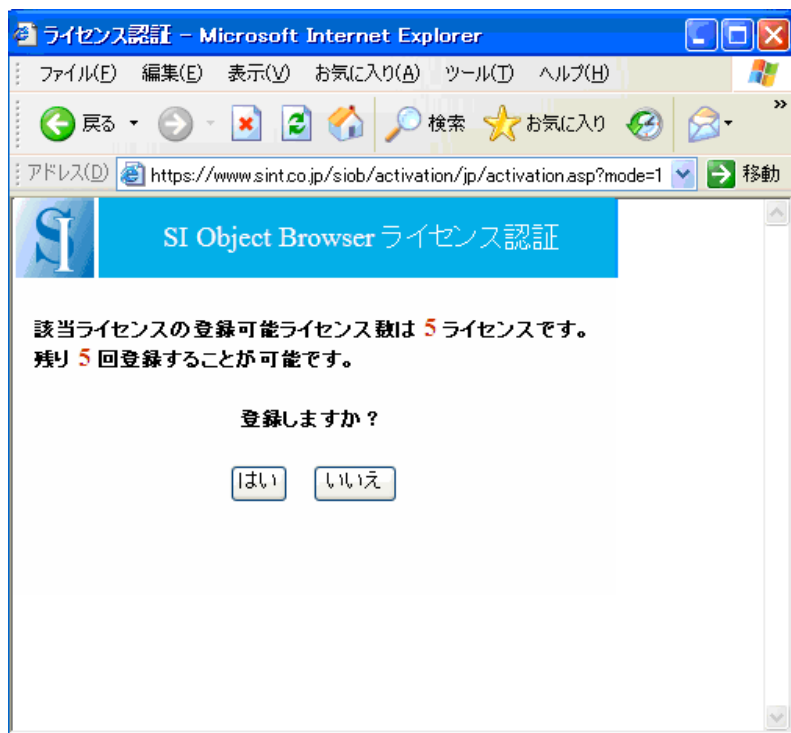 ライセンス認証 - Microsoft Internet Explorer
ファイル(F) 編集(E) 表示(V) お気に入り(A) ツール(T) ヘルプ(H)
戻る 検索 お気に入り »
アドレス(D) https://www.sint.co.jp/siob/activation/jp/activation.asp?mode=1 移動
SI SI Object Browser ライセンス認証
該当ライセンスの登録可能ライセンス数は 5 ライセンスです。
残り 5 回登録することが可能です。
登録しますか？
はい いいえ